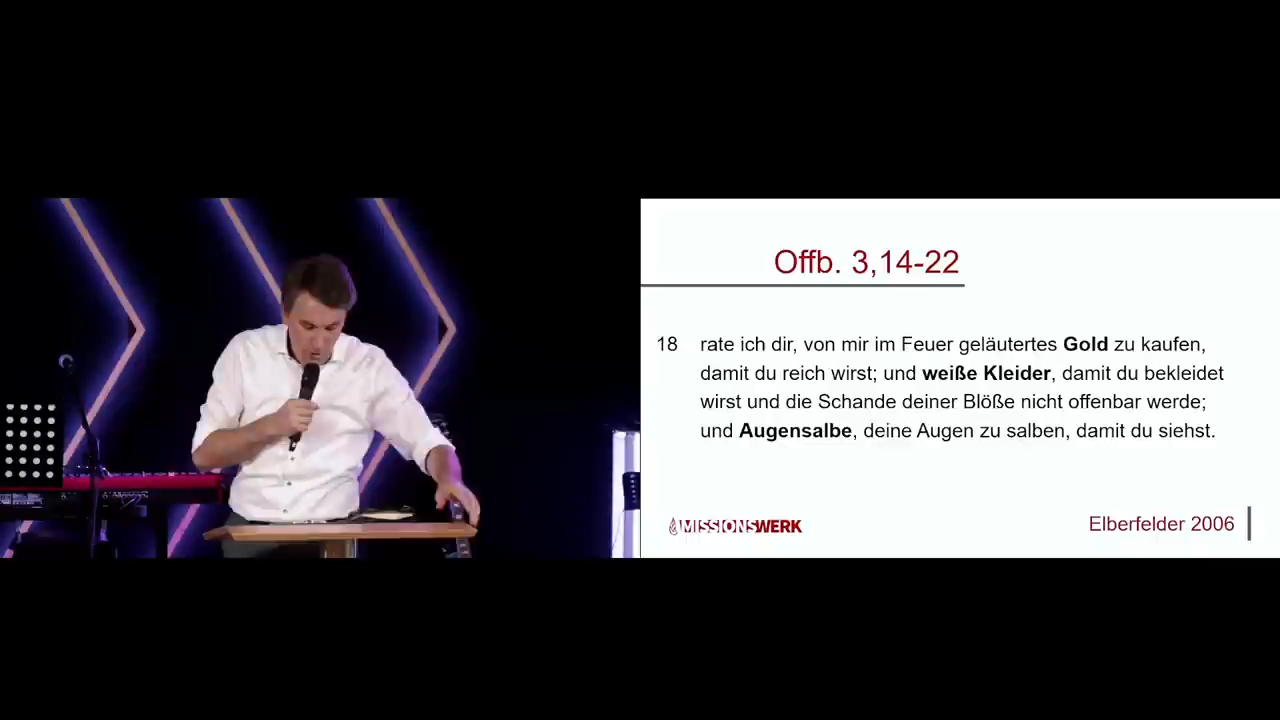 Offb. 3,14-22
18 rate ich dir, von mir im Feuer geläutertes Gold zu kaufen,
damit du reich wirst; und weiße Kleider, damit du bekleidet
wirst und die Schande deiner Blöße nicht offenbar werde;
und Augensalbe, deine Augen zu salben, damit du siehst.
MISSIONSWERK
Elberfelder 2006